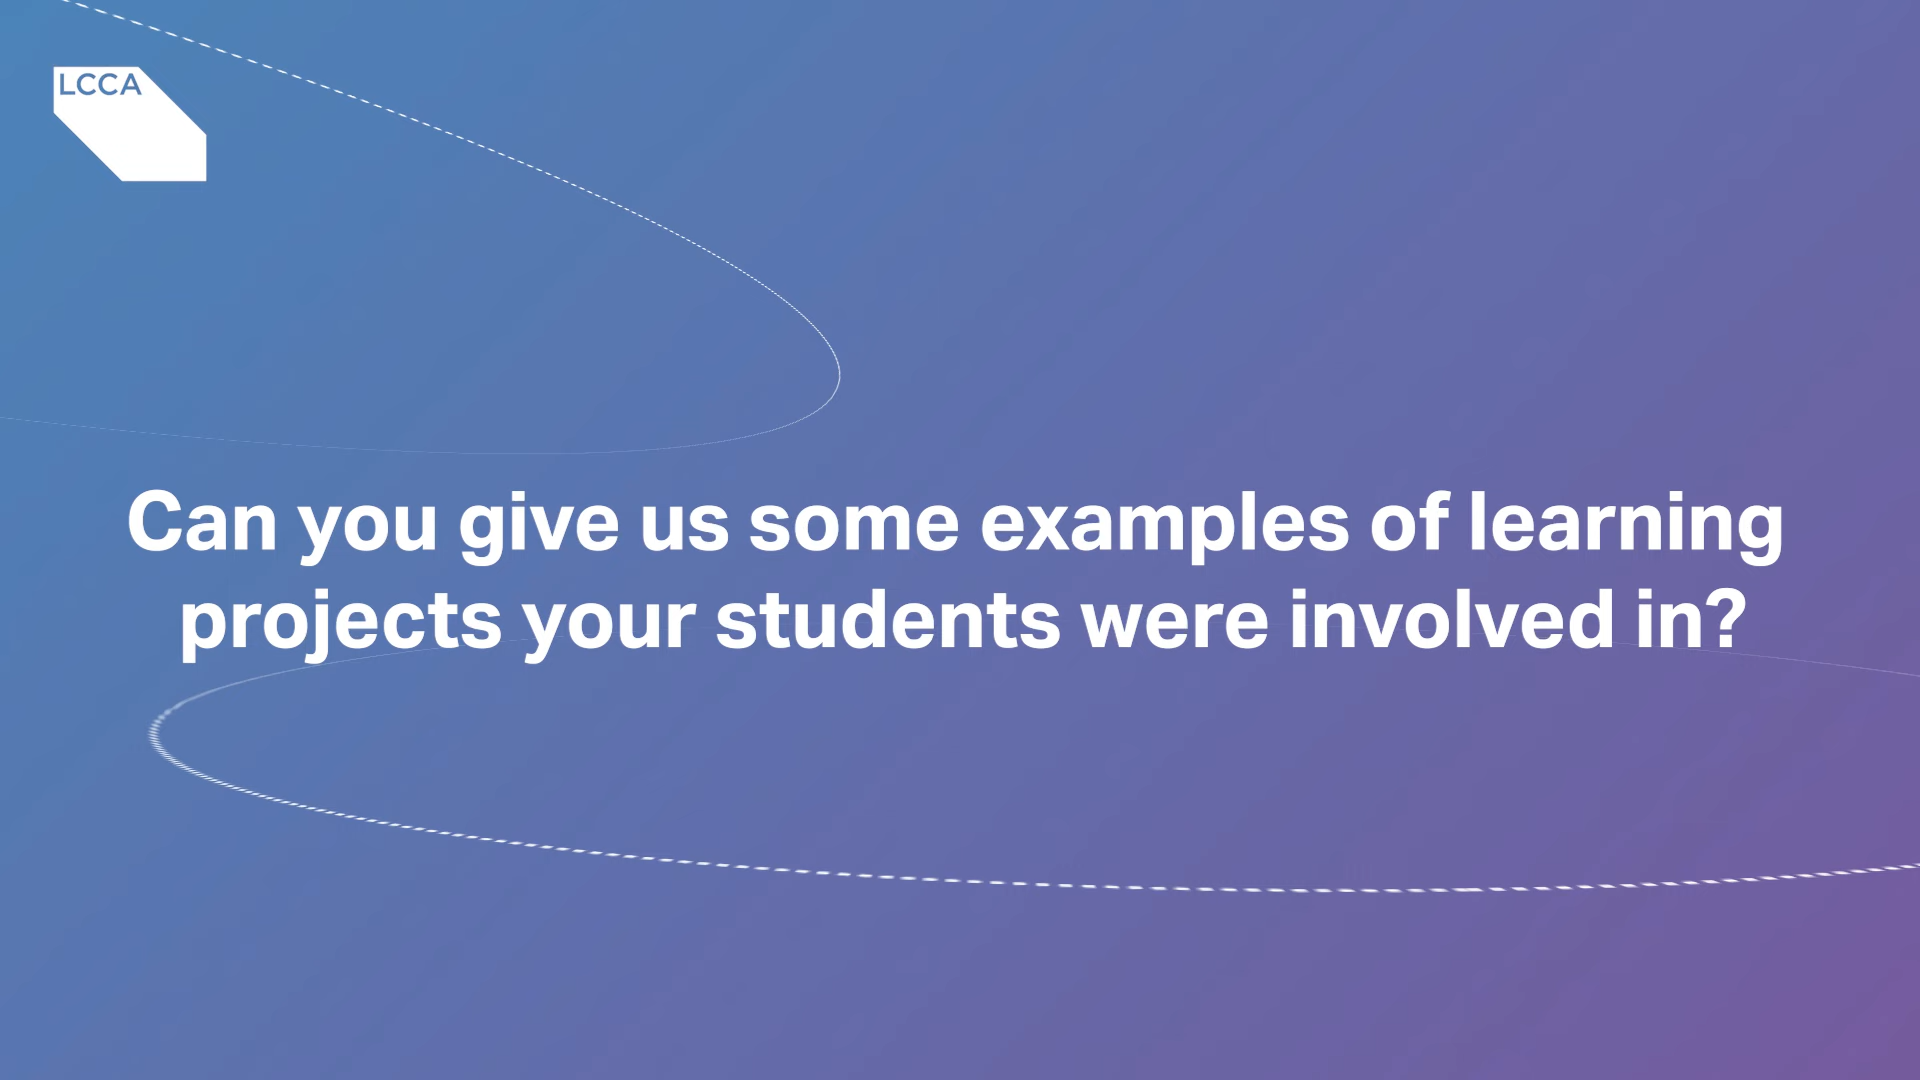 LCCA
Can you give us some examples of learning
projects your students were involved in?